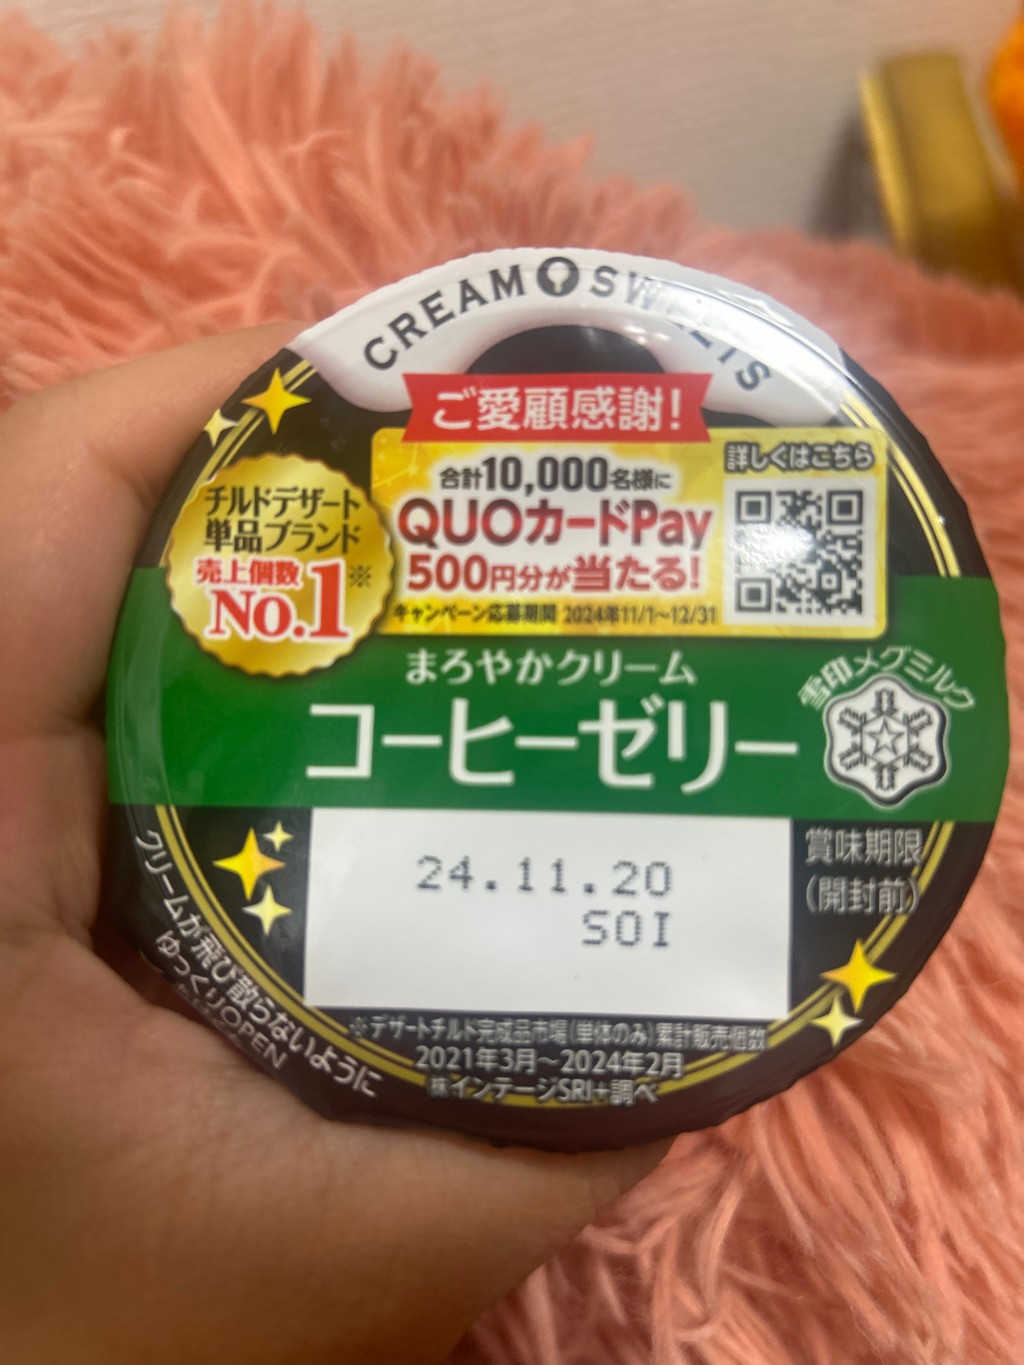 CREAM SWEETS
ご愛顧感謝!
合計10,000名様に
QUOカードPay
500円分が当たる!
キャンペーン応募期間 2024年11/1~12/31
詳しくはこちら
チルドデザート
単品ブランド
売上個数
No.1※
まろやかクリーム
コーヒーゼリー
雪印メグミルク
24.11.20
SOI
賞味期限
(開封前)
クリームが飛び散らないように
ゆっくりOPEN
※デザートチルド完成品市場(単体のみ)累計販売個数
2021年3月~2024年2月
㈱インテージSRI+調べ